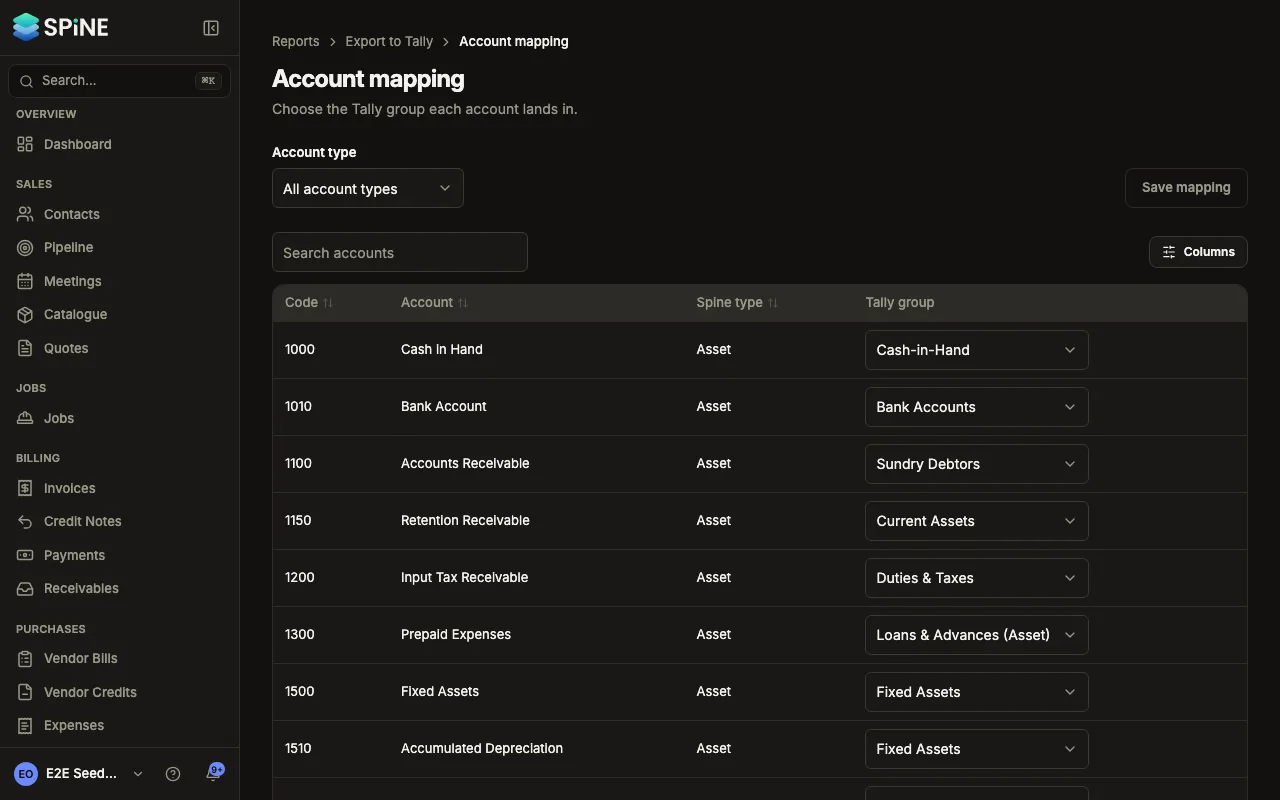 SPiNE
Search... ⌘K
OVERVIEW
Dashboard
SALES
Contacts
Pipeline
Meetings
Catalogue
Quotes
JOBS
Jobs
BILLING
Invoices
Credit Notes
Payments
Receivables
PURCHASES
Vendor Bills
Vendor Credits
Expenses
EO E2E Seed... 9+
Reports > Export to Tally > Account mapping
Account mapping
Choose the Tally group each account lands in.
Account type
All account types
Save mapping
Search accounts
Columns
Code Account Spine type Tally group
1000 Cash In Hand Asset Cash-in-Hand
1010 Bank Account Asset Bank Accounts
1100 Accounts Receivable Asset Sundry Debtors
1150 Retention Receivable Asset Current Assets
1200 Input Tax Receivable Asset Duties & Taxes
1300 Prepaid Expenses Asset Loans & Advances (Asset)
1500 Fixed Assets Asset Fixed Assets
1510 Accumulated Depreciation Asset Fixed Assets